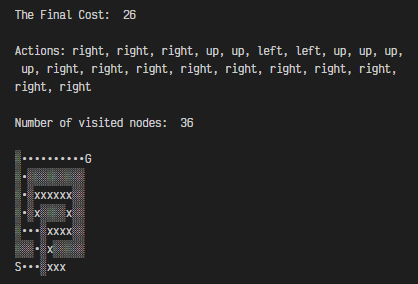 The Final Cost:  26
Actions: right, right, right, up, up, left, left, up, up, up,
up, right, right, right, right, right, right, right, right,
right, right
Number of visited nodes:  36
▒••••••••••G
▒•▒▒▒▒▒▒▒▒
▒•▒xxxxxx▒▒
▒•▒x▒▒▒▒x▒▒
▒•••▒xxxx▒▒
▒▒▒•▒x▒▒▒▒
S•••▒xxx